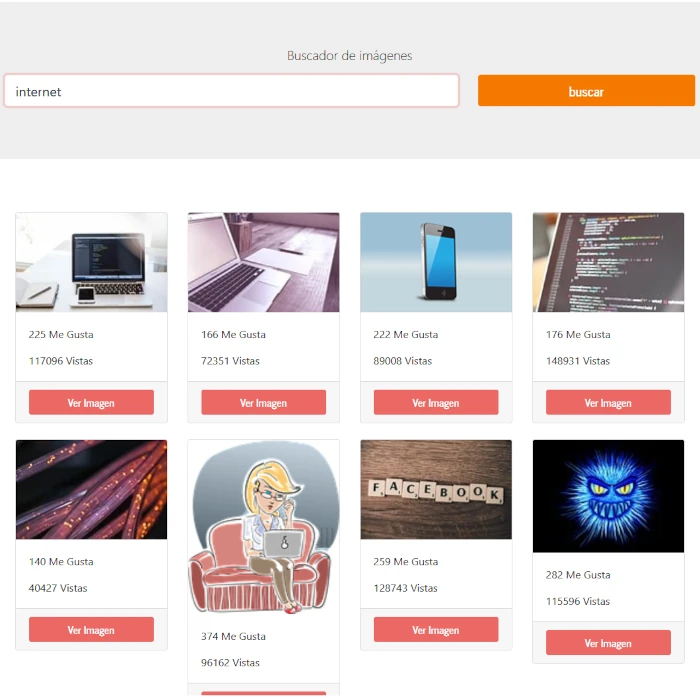 Buscador de imágenes
internet
buscar
225 Me Gusta
117096 Vistas
Ver Imagen
166 Me Gusta
72351 Vistas
Ver Imagen
222 Me Gusta
89008 Vistas
Ver Imagen
176 Me Gusta
148931 Vistas
Ver Imagen
140 Me Gusta
40427 Vistas
Ver Imagen
374 Me Gusta
96162 Vistas
FACEBOOK
259 Me Gusta
128743 Vistas
Ver Imagen
282 Me Gusta
115596 Vistas
Ver Imagen